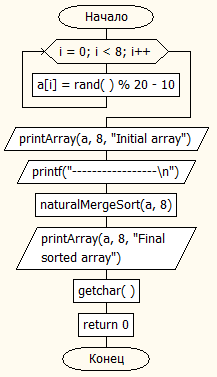 Начало
i = 0; i < 8; i++
a[i] = rand( ) % 20 - 10
printArray(a, 8, "Initial array")
printf("-----------------\n")
naturalMergeSort(a, 8)
printArray(a, 8, "Final
sorted array")
getchar( )
return 0
Конец